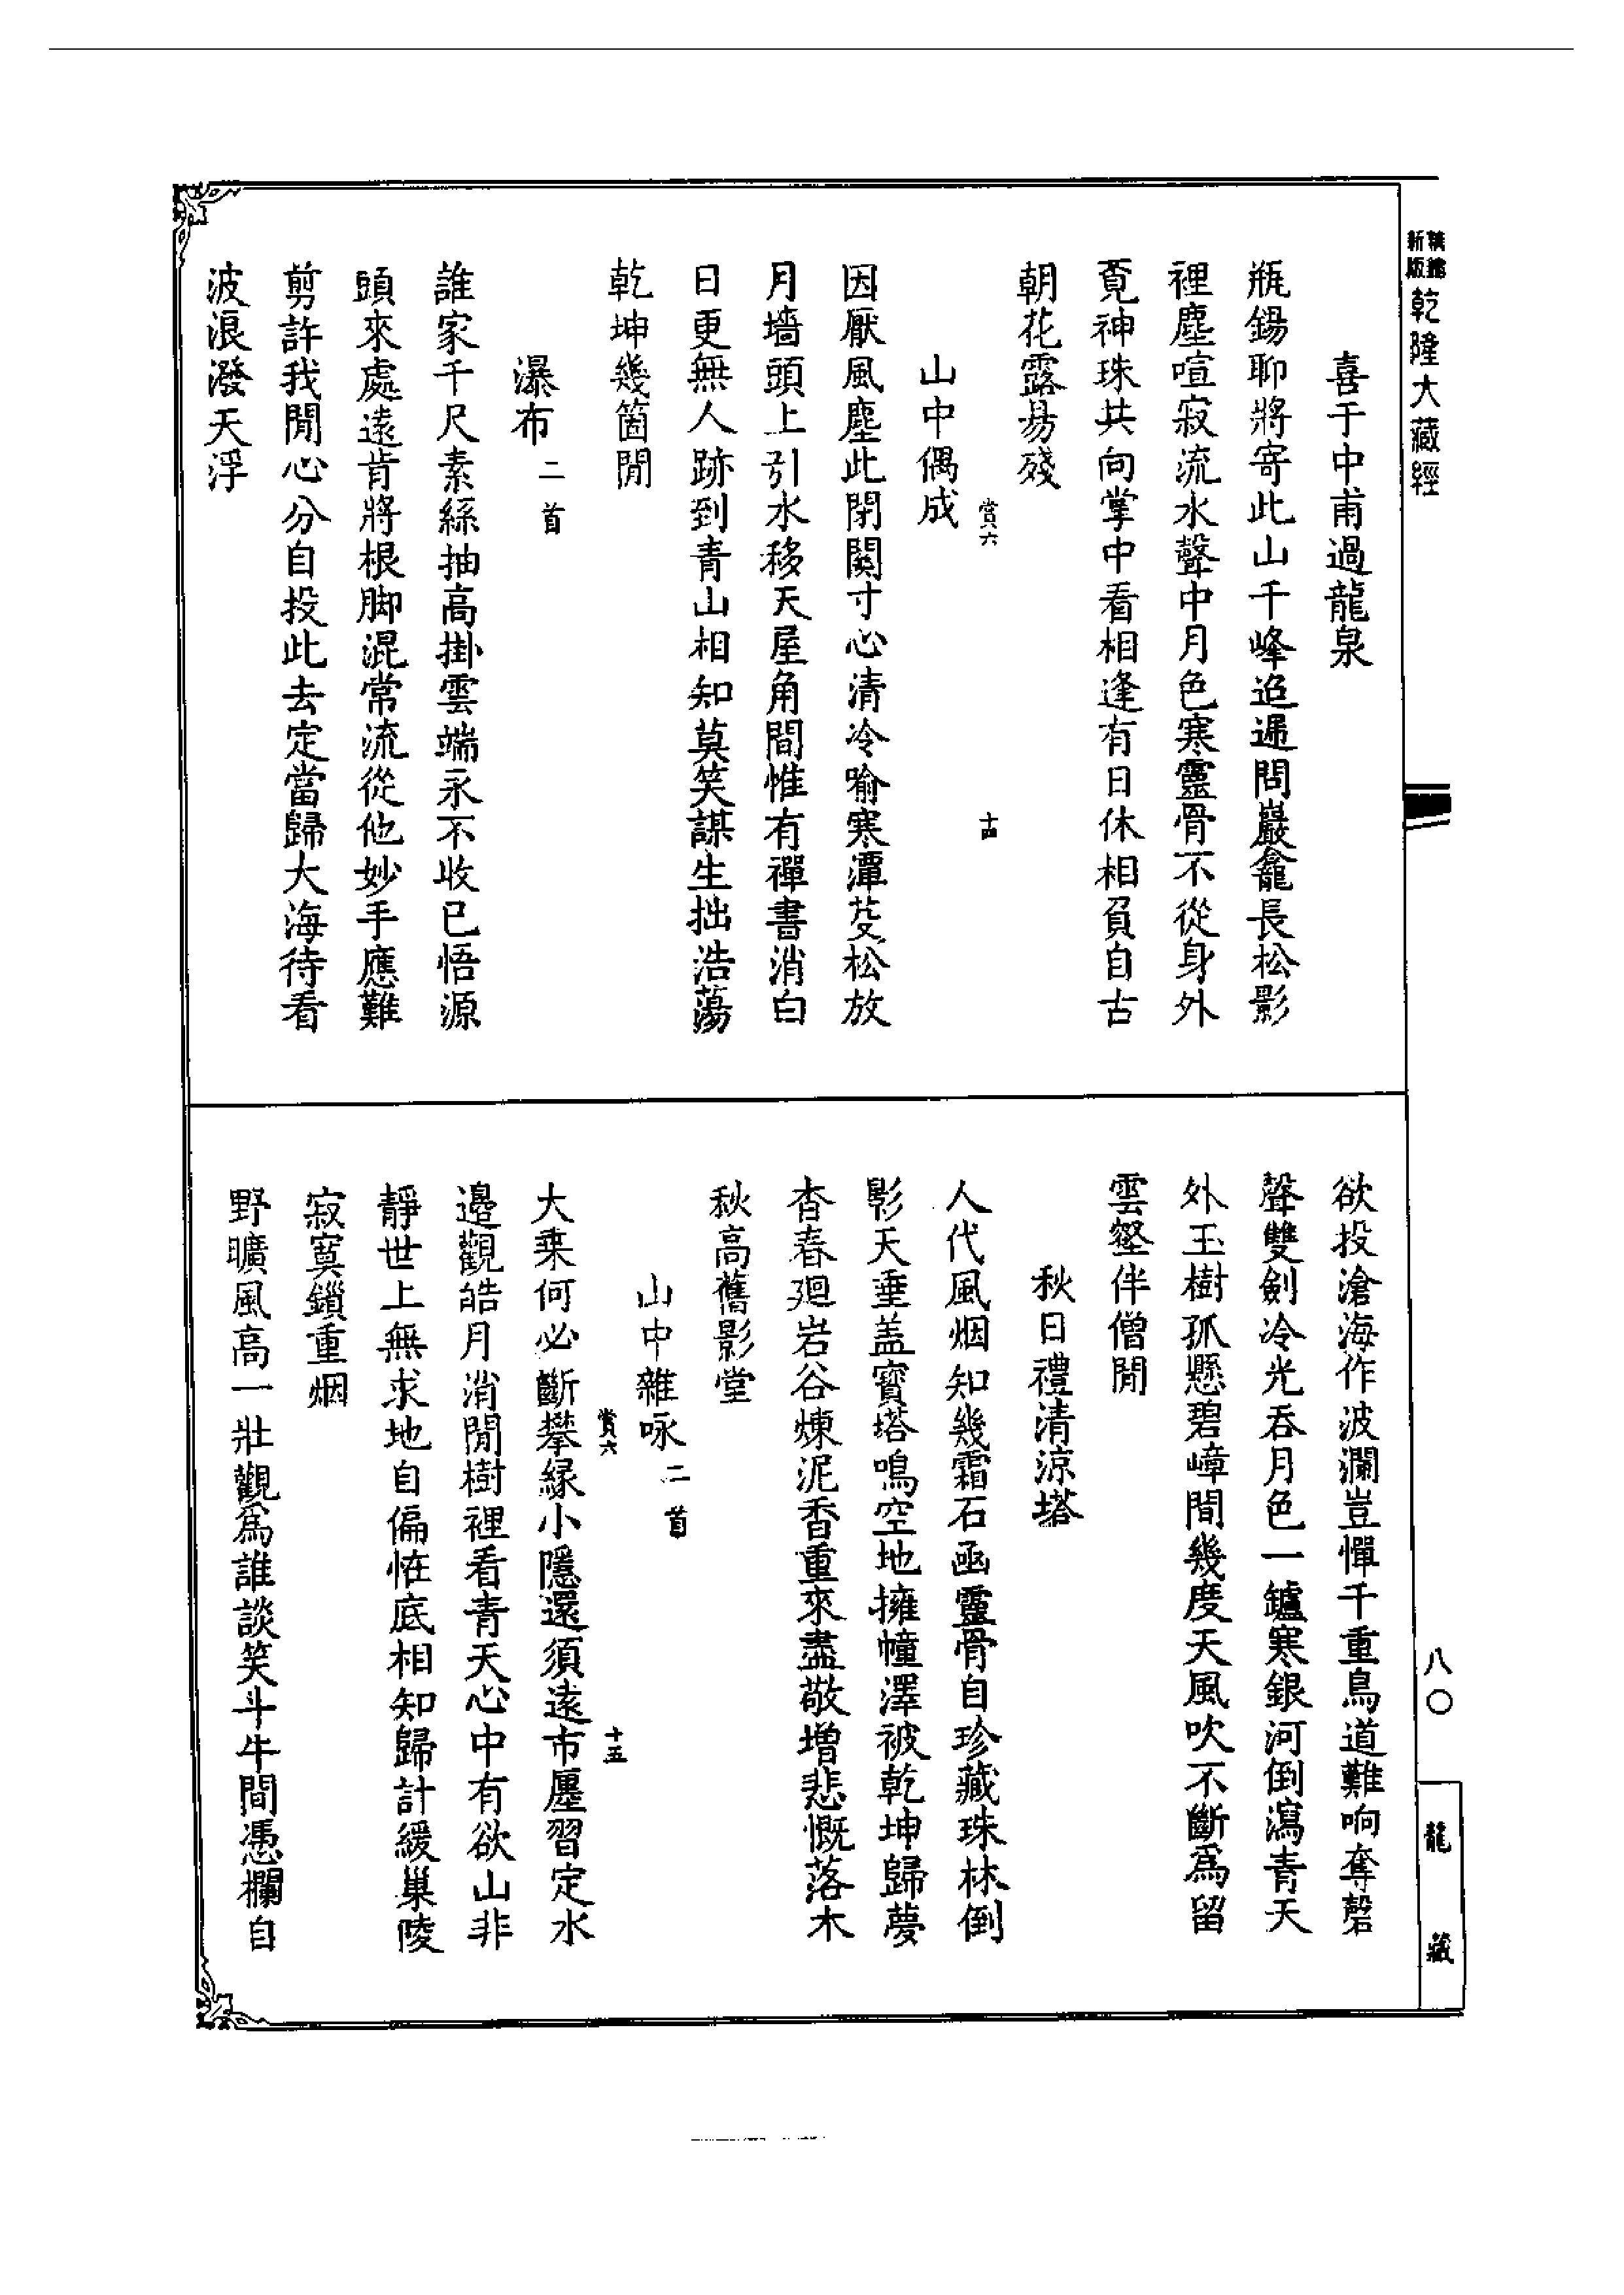 新版
乾隆大藏經
喜于中甫過龍泉
瓶錫聊將寄此山千峰迢遞問巖龕長松影
裡塵喧寂流水聲中月色寒靈骨不從身外
覓神珠共向掌中看相逢有日休相負自古
朝花露易殘
賞六
十四
山中偶成
因厭風塵此閉關寸心清冷喻寒潭芟松放
月墻頭上引水移天屋角間惟有禪書消白
日更無人跡到青山相知莫笑謀生拙浩蕩
乾坤幾箇閒
瀑布二首
誰家千尺素絲抽高掛雲端永不收已悟源
頭來處遠肯將根脚混常流從他妙手應難
剪許我閒心分自投此去定當歸大海待看
波浪潑天浮
欲投滄海作波瀾豈憚千重鳥道難响奪磬
聲雙劍冷光吞月色一鑪寒銀河倒瀉青天
外玉樹孤懸碧嶂間幾度天風吹不斷為留
雲壑伴僧閒
秋日禮清涼塔
人代風烟知幾霜石函靈骨自珍藏珠林倒
影天垂盖寳塔鳴空地擁幢澤被乾坤歸夢
杳春廻岩谷煉泥香重來盡敬增悲慨落木
秋高舊影堂
山中雜咏二首
賞六
十五
大乗何必斷攀緣小隱還須遠市廛習定水
邊觀皓月消閒樹裡看青天心中有欲山非
靜世上無求地自偏恠底相知歸計緩巢陵
寂寞鎖重烟
野曠風高一壯觀為誰談笑斗牛間憑欄自
八〇
龍藏